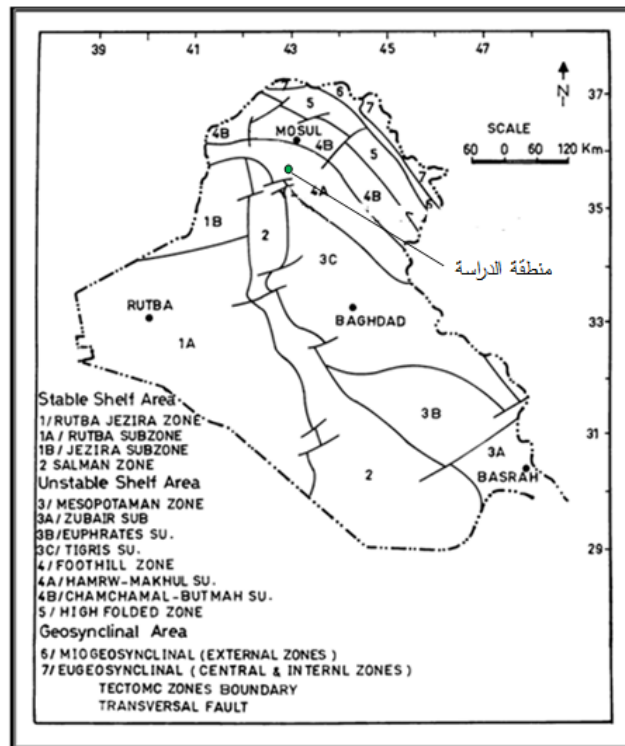 39 41 43 45 47
N
37
SCALE
60 0 60 120 Km
35
33
31
29
7
6
5
7
4B
MOSUL
4B
5
7
4A
4B
6
1B
2
3C
منطقة الدراسة
RUTBA
BAGHDAD
1A
3B
3A
BASRAH
2
Stable Shelf Area
1/RUTBA JEZIRA ZONE
1A/RUTBA SUBZONE
1B/JEZIRA SUBZONE
2 SALMAN ZONE
Unstable Shelf Area
3/MESOPOTAMAN ZONE
3A/ZUBAIR SUB
3B/EUPHRATES SU.
3C/TIGRIS SU.
4/FOOTHILL ZONE
4A/HAMRW-MAKHUL SU.
4B/CHAMCHAMAL-BUTMAH SU.
5/HIGH FOLDED ZONE
Geosynclinal Area
6/MIOGEOSYNCLINAL (EXTERNAL ZONES)
7/EUGEOSYNCLINAL (CENTRAL & INTERNL ZONES)
TECTOMC ZONES BOUNDARY
TRANSVERSAL FAULT